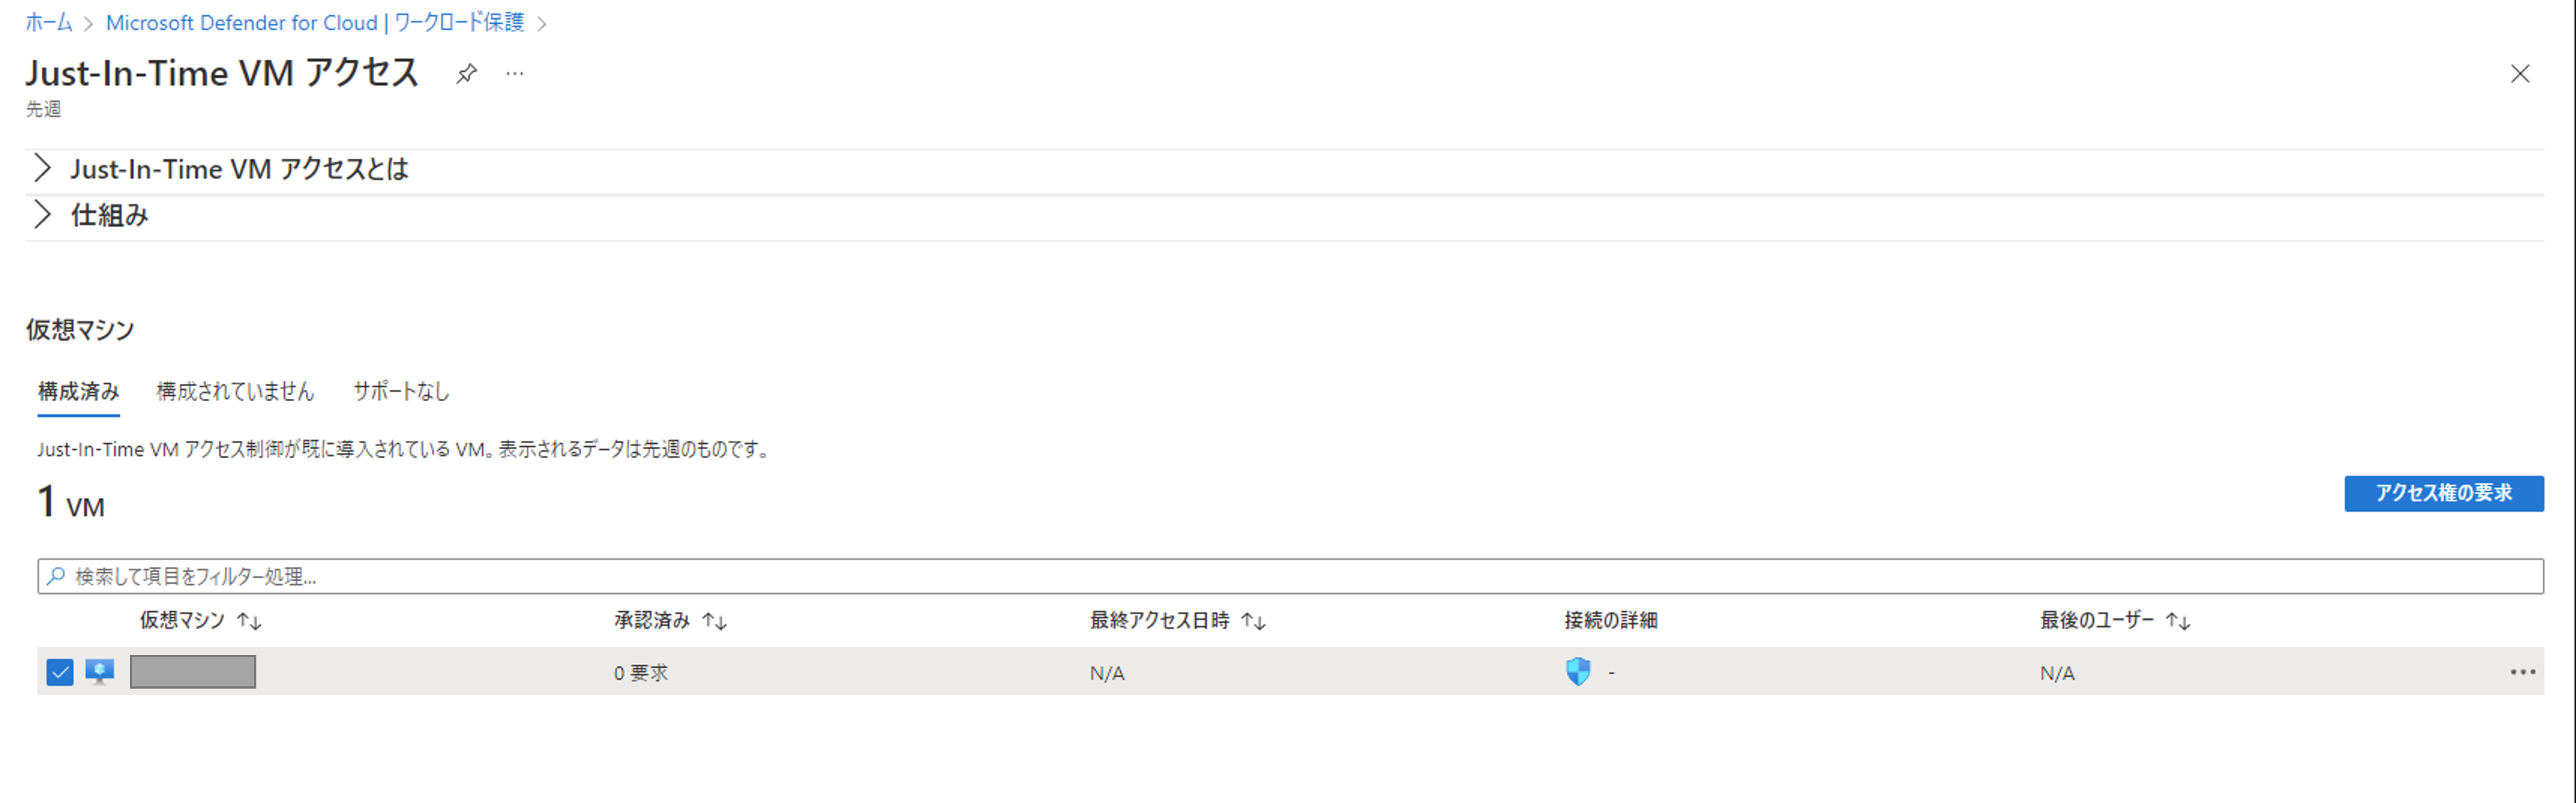 ホーム > Microsoft Defender for Cloud | ワークロード保護 >
Just-In-Time VM アクセス ...
先週
Just-In-Time VM アクセスとは
仕組み
仮想マシン
構成済み 構成されていません サポートなし
Just-In-Time VM アクセス制御が既に導入されている VM。表示されるデータは先週のものです。
1 VM
アクセス権の要求
検索して項目をフィルター処理...
仮想マシン ↑↓ 承認済み ↑↓ 最終アクセス日時 ↑↓ 接続の詳細 最後のユーザー ↑↓
0 要求 N/A - N/A ...